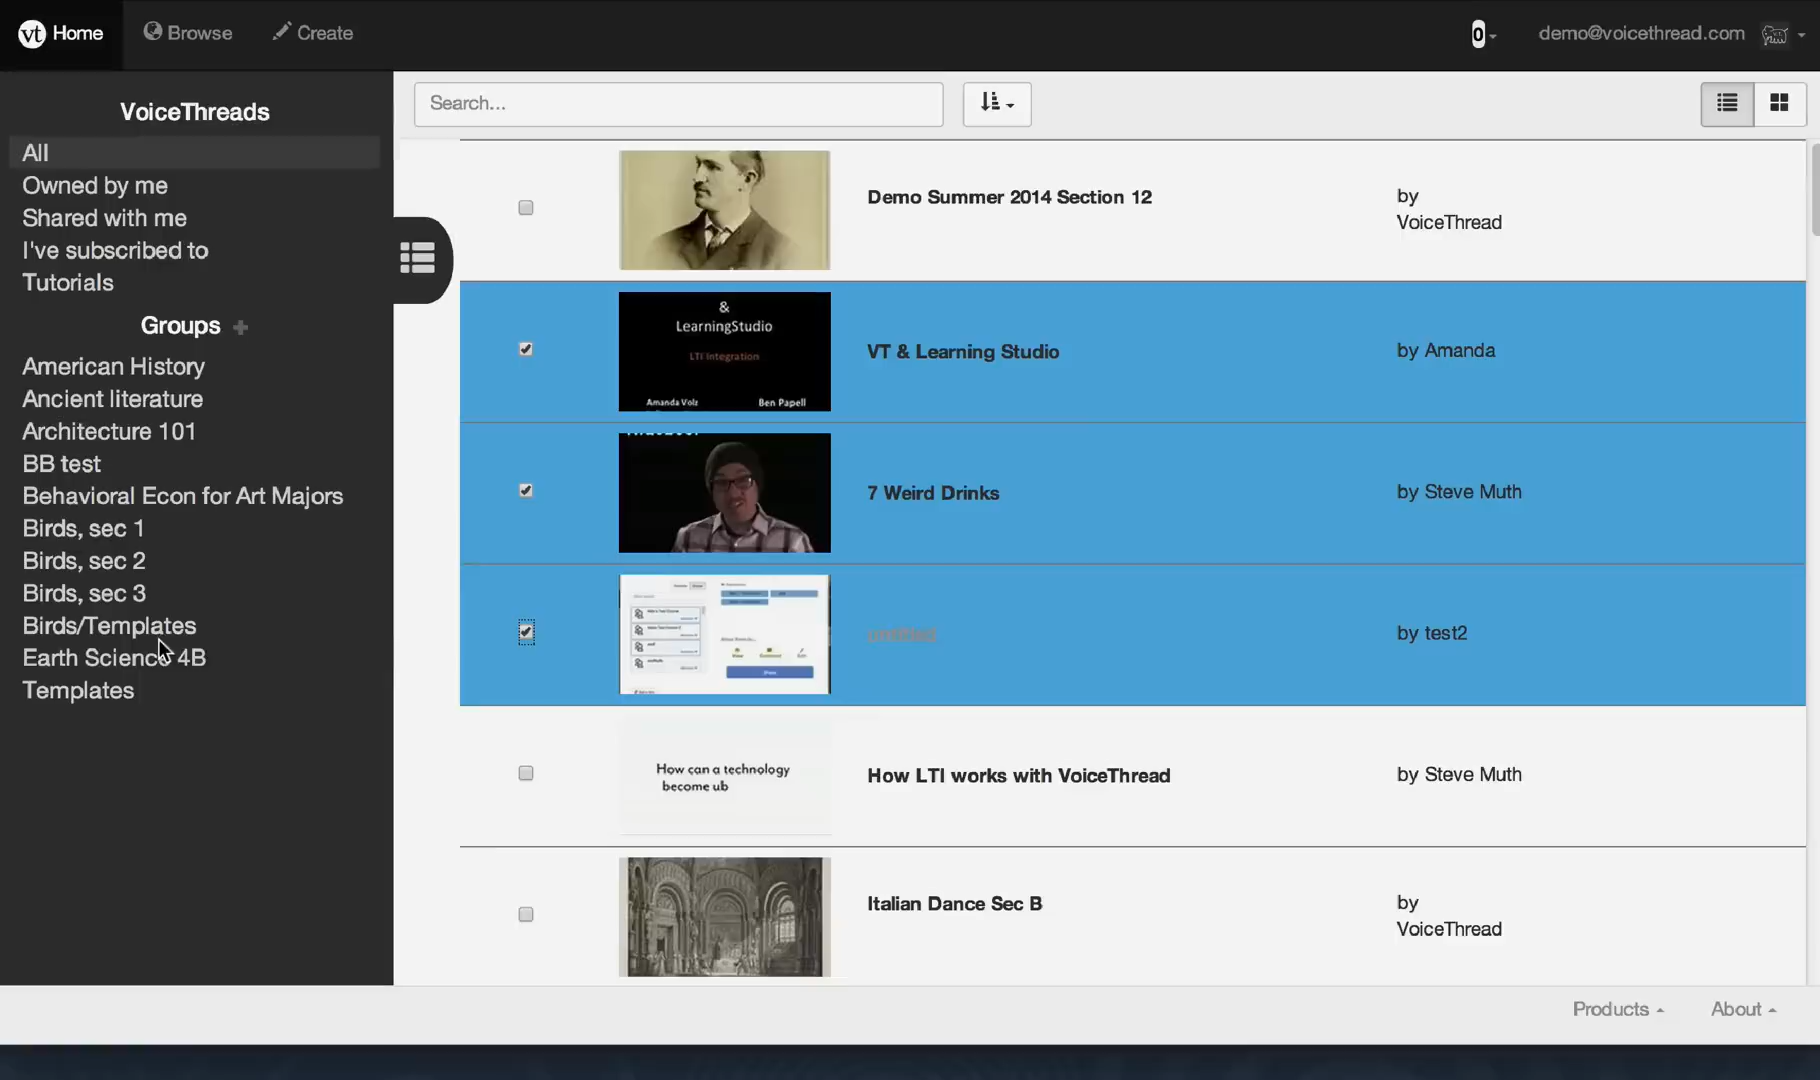 vt Home
Browse
Create
0
demo@voicethread.com
VoiceThreads
All
Owned by me
Shared with me
I've subscribed to
Tutorials
Groups +
American History
Ancient literature
Architecture 101
BB test
Behavioral Econ for Art Majors
Birds, sec 1
Birds, sec 2
Birds, sec 3
Birds/Templates
Earth Science 4B
Templates
Search...
Demo Summer 2014 Section 12
by
VoiceThread
&
LearningStudio
LTI Integration
Amanda Volz
Ben Papell
VT & Learning Studio
by Amanda
7 Weird Drinks
by Steve Muth
untitled
by test2
How can a technology
become ub
How LTI works with VoiceThread
by Steve Muth
Italian Dance Sec B
by
VoiceThread
Products
About